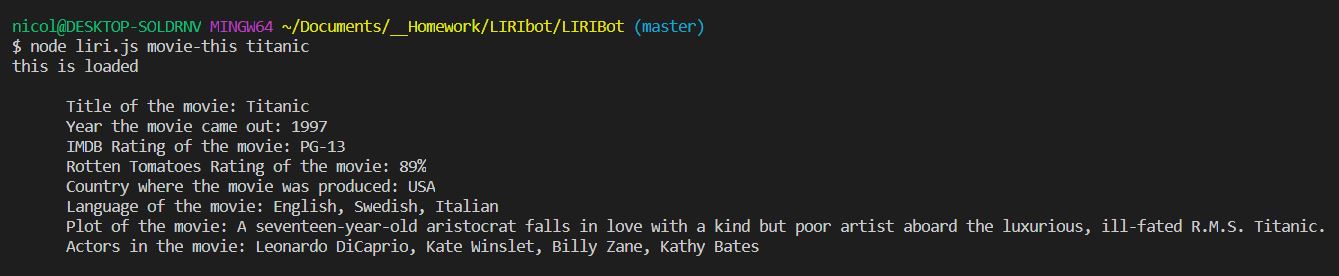 nicol@DESKTOP-SOLDRNV MINGW64 ~/Documents/__Homework/LIRIbot/LIRIBot (master)
$ node liri.js movie-this titanic
this is loaded
Title of the movie: Titanic
Year the movie came out: 1997
IMDB Rating of the movie: PG-13
Rotten Tomatoes Rating of the movie: 89%
Country where the movie was produced: USA
Language of the movie: English, Swedish, Italian
Plot of the movie: A seventeen-year-old aristocrat falls in love with a kind but poor artist aboard the luxurious, ill-fated R.M.S. Titanic.
Actors in the movie: Leonardo DiCaprio, Kate Winslet, Billy Zane, Kathy Bates